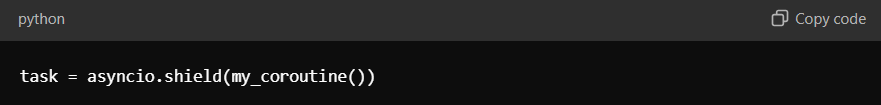 python
Copy code
task = asyncio.shield(my_coroutine())